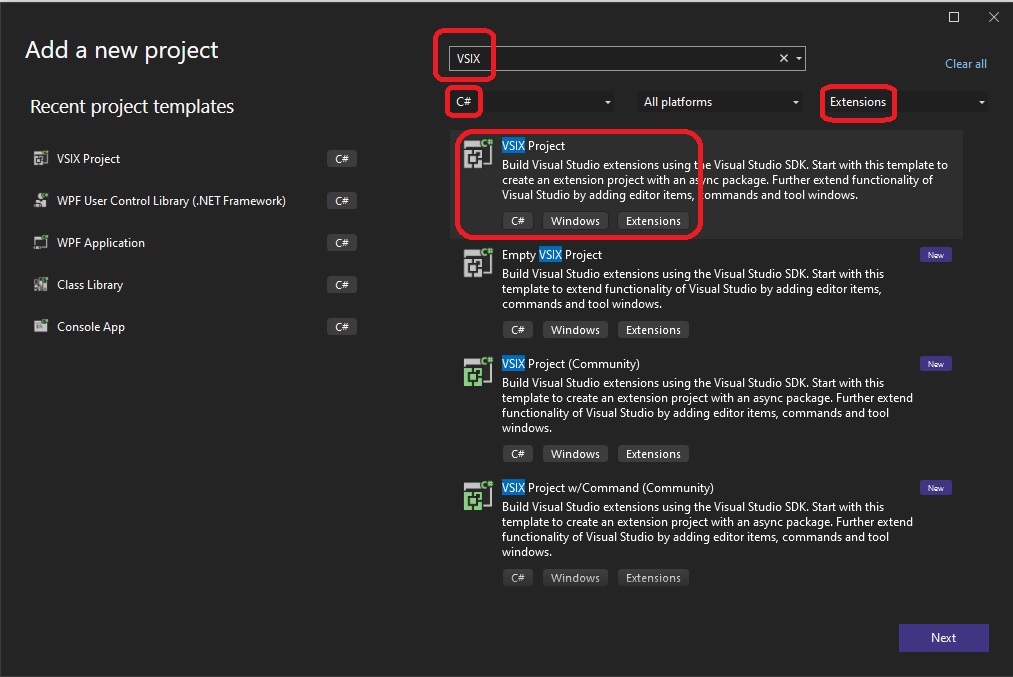 Add a new project
VSIX
Clear all
C#
All platforms
Extensions
Recent project templates
VSIX Project
C#
WPF User Control Library (.NET Framework)
C#
WPF Application
C#
Class Library
C#
Console App
C#
VSIX Project
Build Visual Studio extensions using the Visual Studio SDK. Start with this template to
create an extension project with an async package. Further extend functionality of
Visual Studio by adding editor items, commands and tool windows.
C#
Windows
Extensions
Empty VSIX Project
New
Build Visual Studio extensions using the Visual Studio SDK. Start with this
template to extend functionality of Visual Studio by adding editor items,
commands and tool windows.
C#
Windows
Extensions
VSIX Project (Community)
New
Build Visual Studio extensions using the Visual Studio SDK. Start with this
template to create an extension project with an async package. Further extend
functionality of Visual Studio by adding editor items, commands and tool
windows.
C#
Windows
Extensions
VSIX Project w/Command (Community)
New
Build Visual Studio extensions using the Visual Studio SDK. Start with this
template to create an extension project with an async package. Further extend
functionality of Visual Studio by adding editor items, commands and tool
windows.
C#
Windows
Extensions
Next